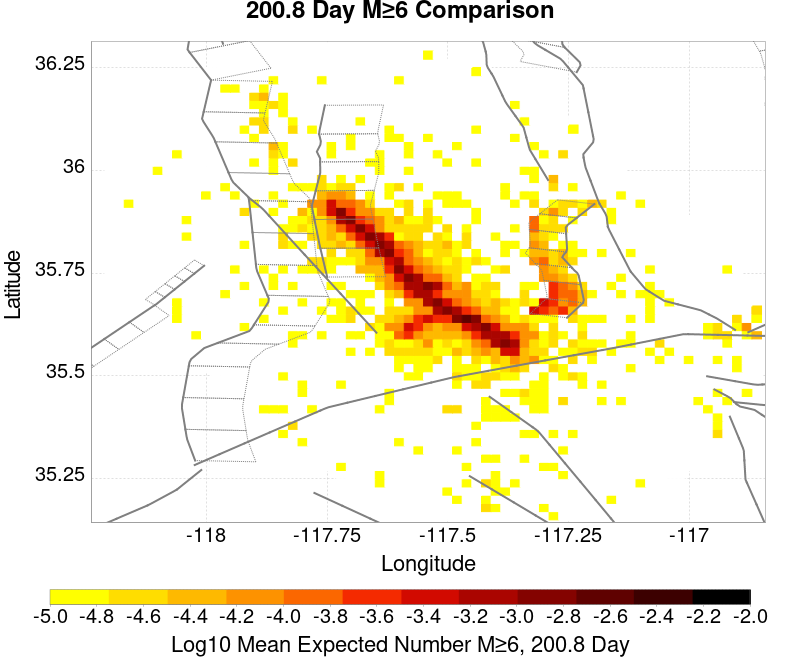 200.8 Day M≥6 Comparison
36.25
36
35.75
35.5
35.25
Latitude
-118 -117.75 -117.5 -117.25 -117
Longitude
-5.0 -4.8 -4.6 -4.4 -4.2 -4.0 -3.8 -3.6 -3.4 -3.2 -3.0 -2.8 -2.6 -2.4 -2.2 -2.0
Log10 Mean Expected Number M≥6, 200.8 Day